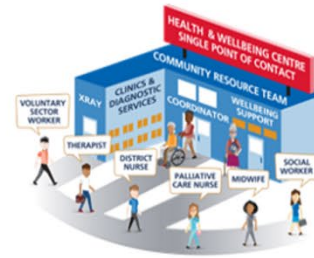 HEALTH & WELLBEING CENTRE
SINGLE POINT OF CONTACT
COMMUNITY RESOURCE TEAM
XRAY
CLINICS &
DIAGNOSTIC
SERVICES
COORDINATOR
WELLBEING
SUPPORT
VOLUNTARY
SECTOR
WORKER
THERAPIST
DISTRICT
NURSE
PALLIATIVE
CARE NURSE
MIDWIFE
SOCIAL
WORKER